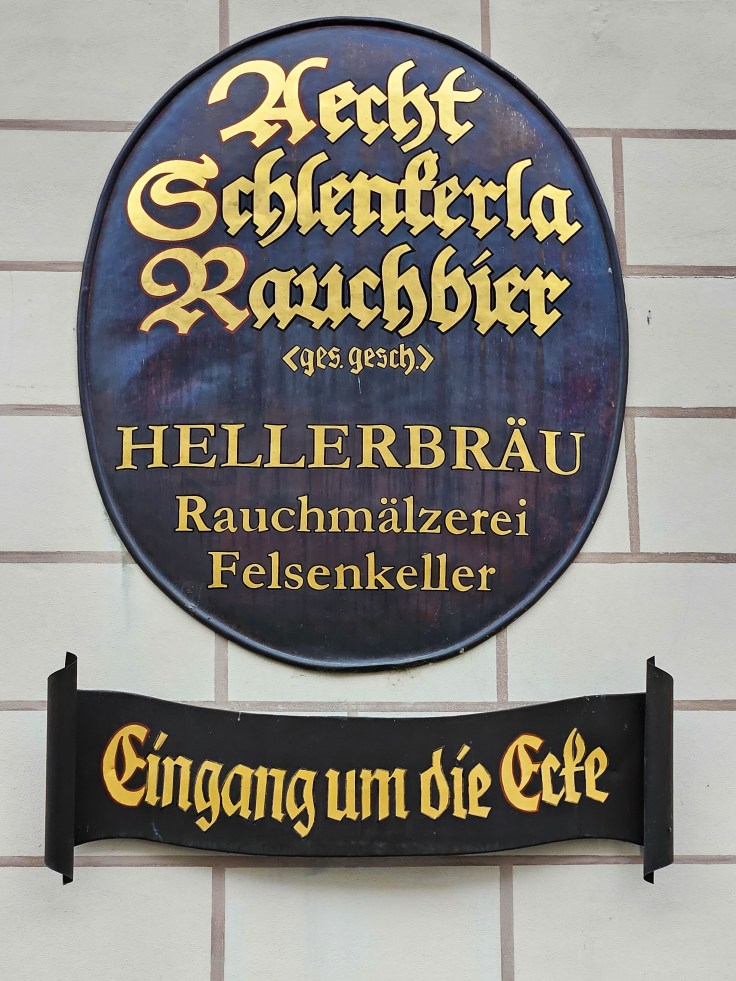 Aecht
Schlenkerla
Rauchbier
<ges. gesch.>
HELLERBRÄU
Rauchmälzerei
Felsenkeller
Eingang um die Ecke